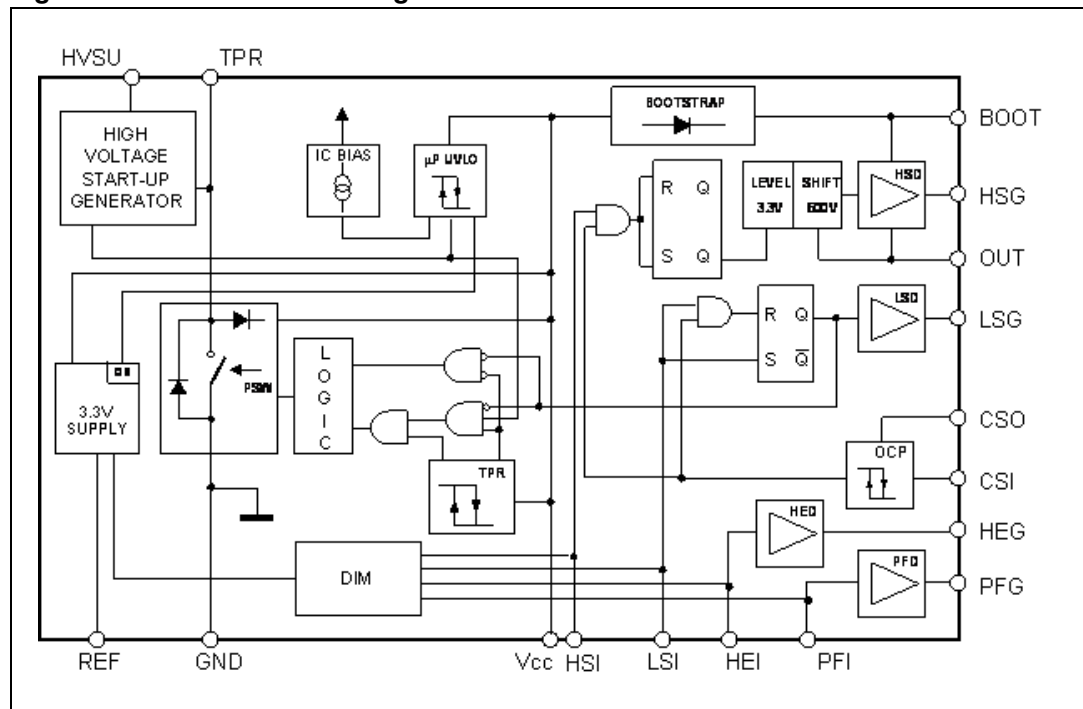 HVSU TPR
BOOTSTRAP
BOOT
HIGH
VOLTAGE
START-UP
GENERATOR
IC BIAS
µP UVLO
R Q
S Q
LEVEL SHIFT
3.3V 600V
HSD
HSG
OUT
R Q
S Q
LSD
LSG
3.3V
SUPPLY
PSW
LOGIC
TPR
CSO
OCP
CSI
HED
HEG
DIM
PFD
PFG
REF GND Vcc HSI LSI HEI PFI